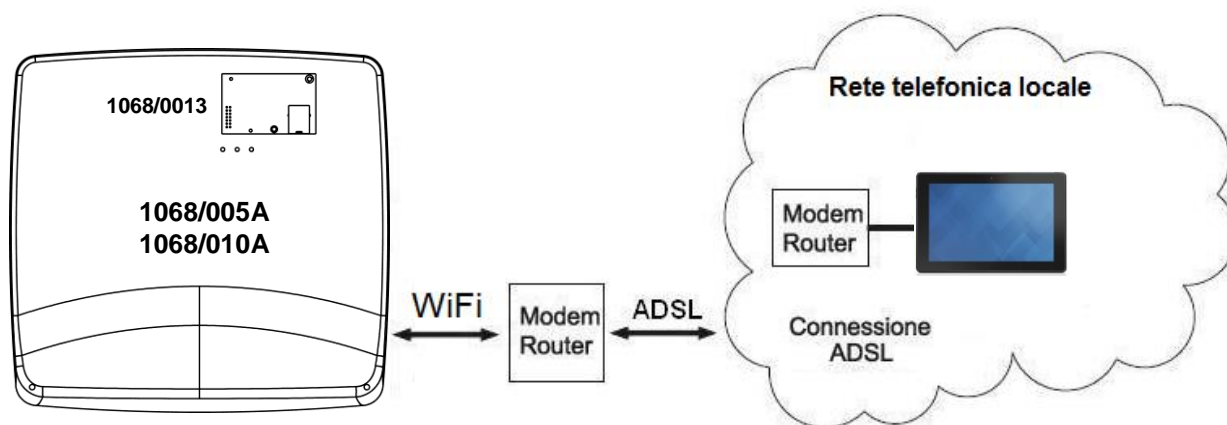 1068/0013
1068/005A
1068/010A
WiFi
Modem
Router
ADSL
Rete telefonica locale
Modem
Router
Connessione
ADSL